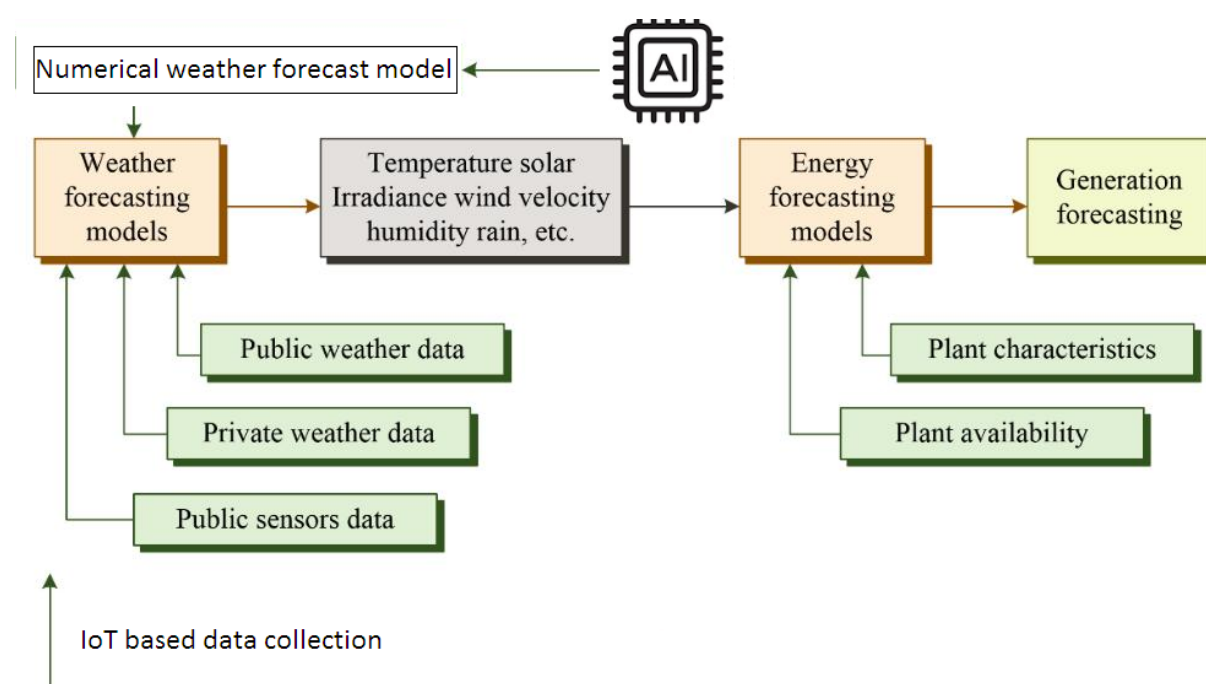 Numerical weather forecast model
AI
Weather
forecasting
models
Temperature solar
Irradiance wind velocity
humidity rain, etc.
Energy
forecasting
models
Generation
forecasting
Public weather data
Plant characteristics
Private weather data
Plant availability
Public sensors data
IoT based data collection